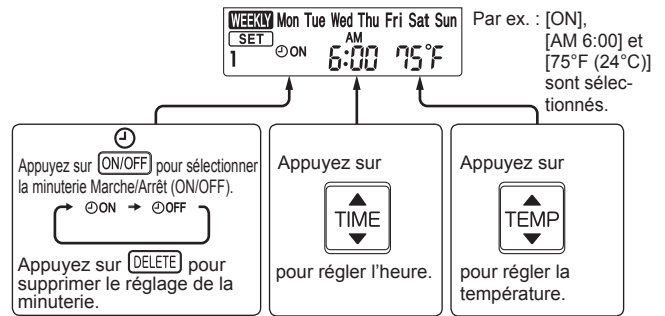 WEEKLY Mon Tue Wed Thu Fri Sat Sun
SET AM
1 ON 6:00 75°F
Par ex. : [ON],
[AM 6:00] et
[75°F (24°C)]
sont sélec-
tionnés.
Appuyez sur ON/OFF pour sélectionner
la minuterie Marche/Arrêt (ON/OFF).
ON → OFF
Appuyez sur DELETE pour
supprimer le réglage de la
minuterie.
Appuyez sur
TIME
pour régler l'heure.
Appuyez sur
TEMP
pour régler la
température.